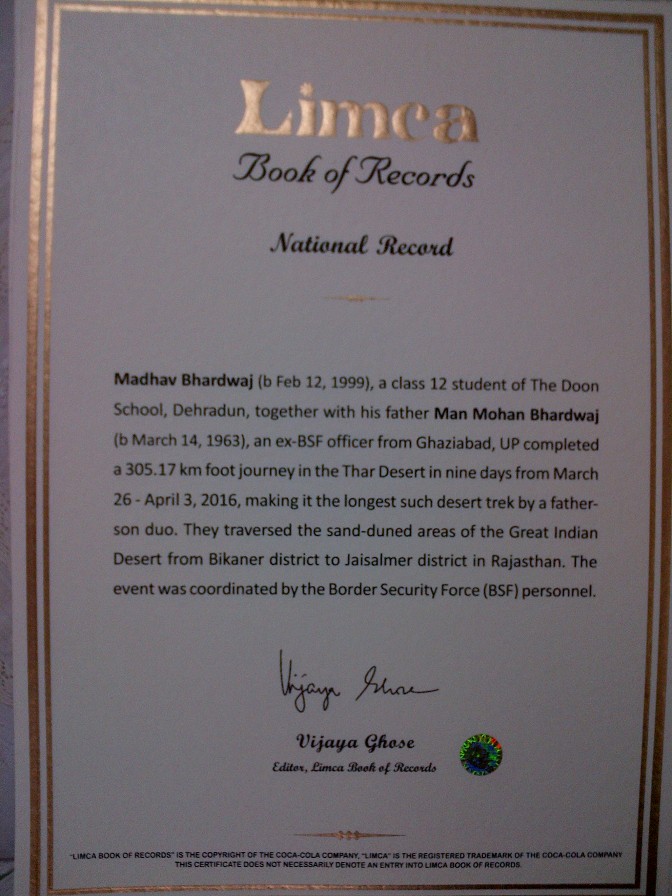 Limca
Book of Records
National Record
Madhav Bhardwaj (b Feb 12, 1999), a class 12 student of The Doon
School, Dehradun, together with his father Man Mohan Bhardwaj
(b March 14, 1963), an ex-BSF officer from Ghaziabad, UP completed
a 305.17 km foot journey in the Thar Desert in nine days from March
26 - April 3, 2016, making it the longest such desert trek by a father-
son duo. They traversed the sand-duned areas of the Great Indian
Desert from Bikaner district to Jaisalmer district in Rajasthan. The
event was coordinated by the Border Security Force (BSF) personnel.
Vijaya Ghose
Vijaya Ghose
Editor, Limca Book of Records
"LIMCA BOOK OF RECORDS" IS THE COPYRIGHT OF THE COCA-COLA COMPANY, "LIMCA" IS THE REGISTERED TRADEMARK OF THE COCA-COLA COMPANY
THIS CERTIFICATE DOES NOT NECESSARILY DENOTE AN ENTRY INTO LIMCA BOOK OF RECORDS.